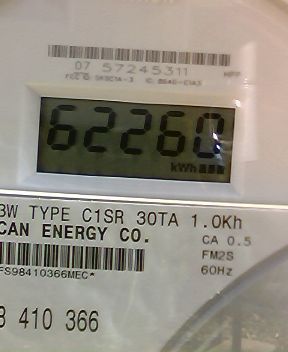 07 57245311
62260
kWh
3W TYPE C1SR 30TA 1.0Kh
CAN ENERGY CO.
CA 0.5
FM2S
60Hz
FS98410366MEC*
8 410 366